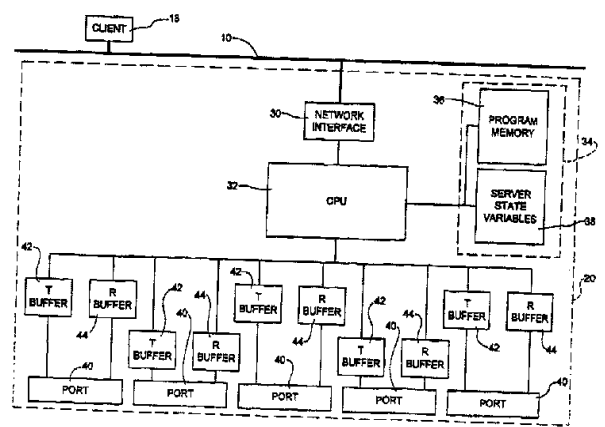 CLIENT
18
10
30
NETWORK
INTERFACE
36
PROGRAM
MEMORY
34
32
CPU
SERVER
STATE
VARIABLES
38
20
42
T
BUFFER
R
BUFFER
44
42
T
BUFFER
44
R
BUFFER
40
42
T
BUFFER
R
BUFFER
44
42
T
BUFFER
40
44
R
BUFFER
T
BUFFER
42
R
BUFFER
44
40
PORT
PORT
40
PORT
PORT
PORT
40